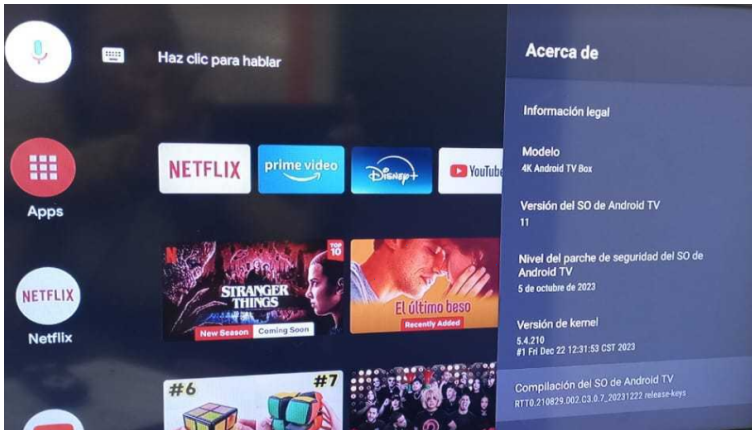 Haz clic para hablar
Apps
NETFLIX
Netflix
NETFLIX
prime video
Disney+
YouTube
N
TOP
10
STRANGER
THINGS
New Season Coming Soon
El último beso
Recently Added
#6
#7
Acerca de
Información legal
Modelo
4K Android TV Box
Versión del SO de Android TV
11
Nivel del parche de seguridad del SO de
Android TV
5 de octubre de 2023
Versión de kernel
5.4.210
#1 Fri Dec 22 12:31:53 CST 2023
Compilación del SO de Android TV
RTT0.210829.002.C3.0.7_20231222 release-keys